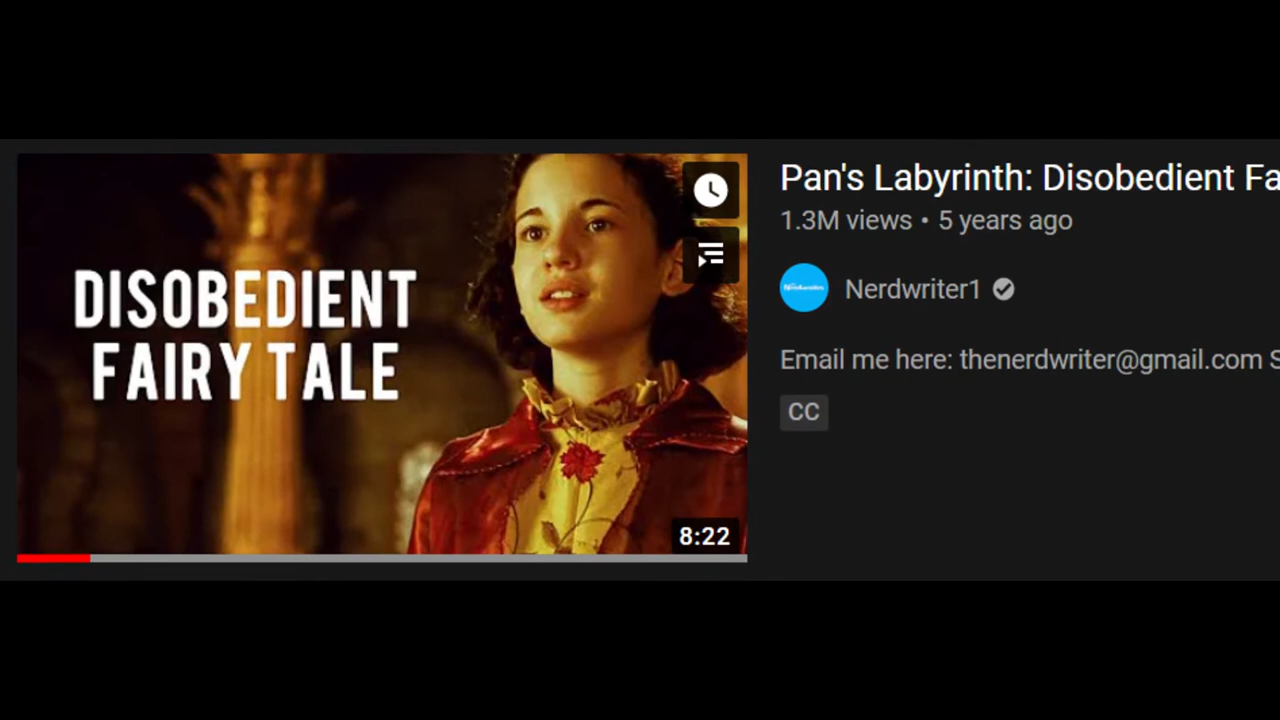 DISOBEDIENT
FAIRY TALE
8:22
Pan's Labyrinth: Disobedient Fa
1.3M views • 5 years ago
Nerdwriter1
Email me here: thenerdwriter@gmail.com S
CC